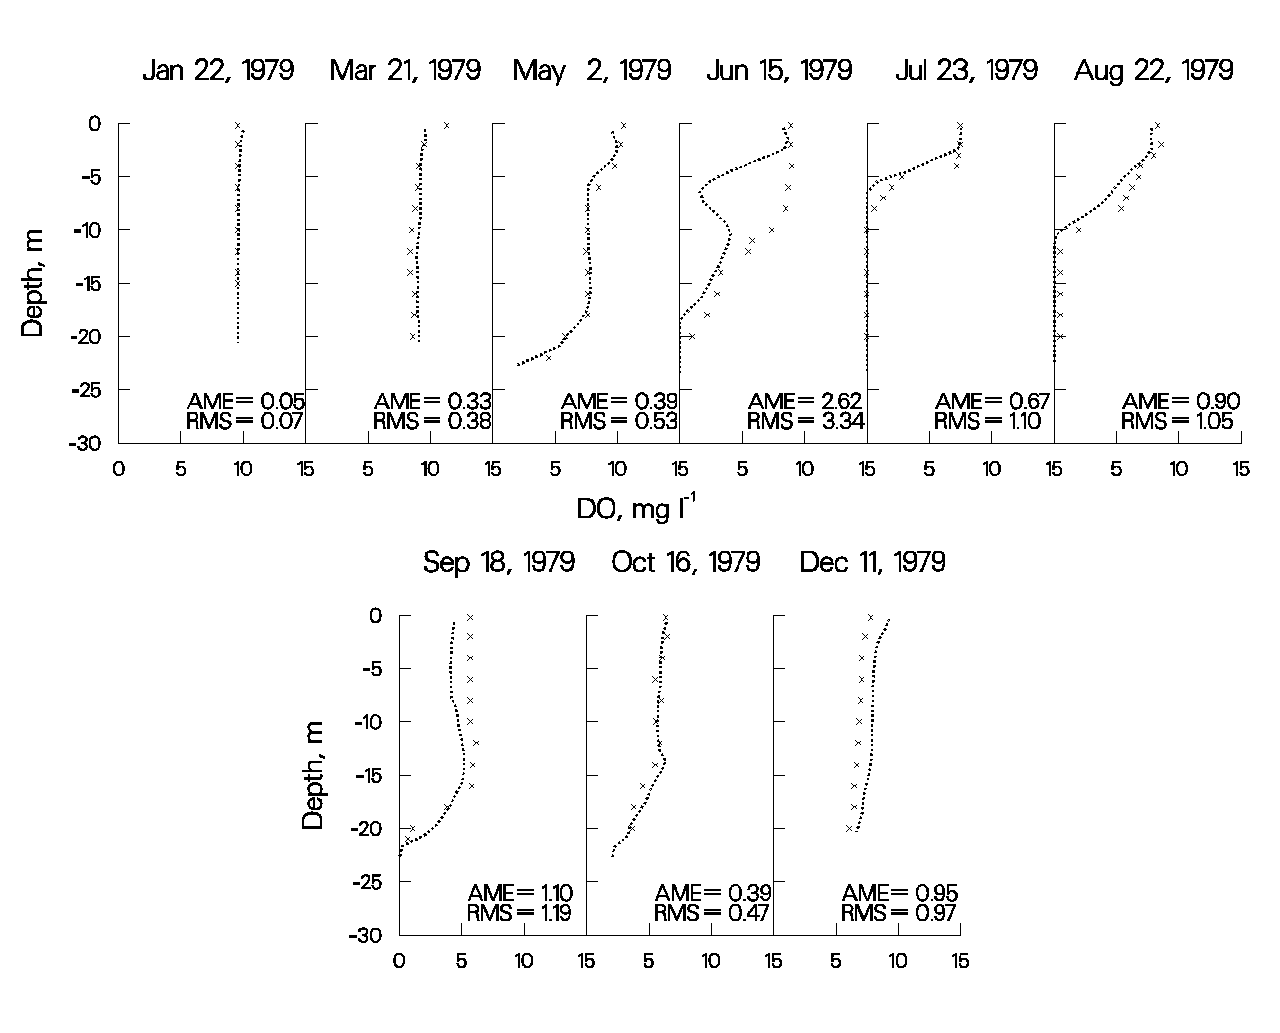 Jan 22, 1979 Mar 21, 1979 May 2, 1979 Jun 15, 1979 Jul 23, 1979 Aug 22, 1979
0
-5
-10
-15
-20
-25
-30
Depth, m
AME= 0.05 AME= 0.33 AME= 0.39 AME= 2.62 AME= 0.67 AME= 0.90
RMS= 0.07 RMS= 0.38 RMS= 0.53 RMS= 3.34 RMS= 1.10 RMS= 1.05
0 5 10 15 5 10 15 5 10 15 5 10 15 5 10 15 5 10 15
DO, mg l-1
Sep 18, 1979 Oct 16, 1979 Dec 11, 1979
0
-5
-10
-15
-20
-25
-30
Depth, m
AME= 1.10 AME= 0.39 AME= 0.95
RMS= 1.19 RMS= 0.47 RMS= 0.97
0 5 10 15 5 10 15 5 10 15